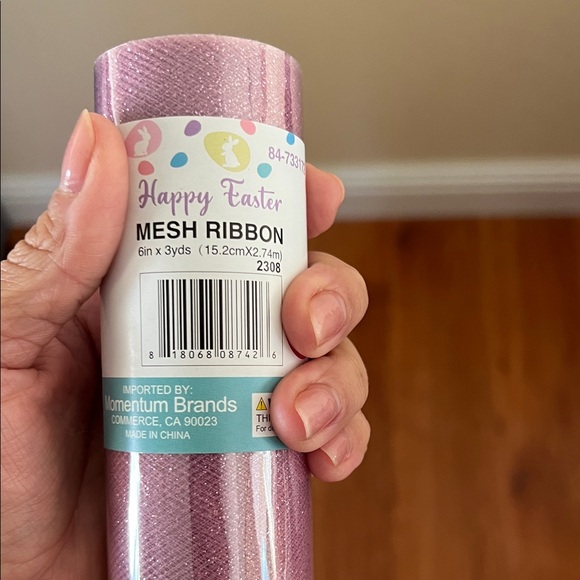 84-73317
Happy Easter
MESH RIBBON
6in x 3yds (15.2cmX2.74m)
2308
8 18068 08742 6
IMPORTED BY:
Momentum Brands
COMMERCE, CA 90023
MADE IN CHINA